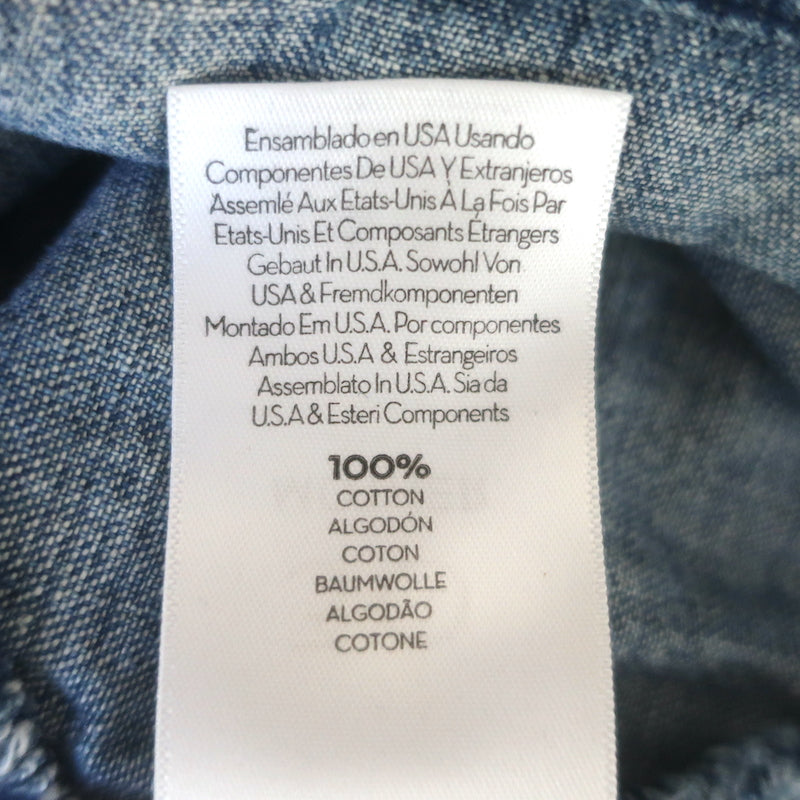 Ensamblado en USA Usando
Componentes De USA Y Extranjeros
Assemlé Aux Etats-Unis À La Fois Par
Etats-Unis Et Composants Étrangers
Gebaut In U.S.A. Sowohl Von
USA & Fremdkomponenten
Montado Em U.S.A. Por componentes
Ambos U.S.A & Estrangeiros
Assemblato In U.S.A. Sia da
U.S.A & Esteri Components
100%
COTTON
ALGODÓN
COTON
BAUMWOLLE
ALGODÃO
COTONE